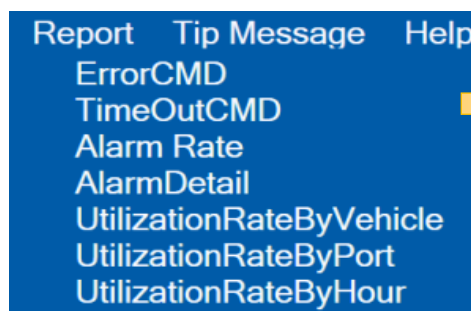 Report Tip Message Help
ErrorCMD
TimeOutCMD
Alarm Rate
AlarmDetail
UtilizationRateByVehicle
UtilizationRateByPort
UtilizationRateByHour